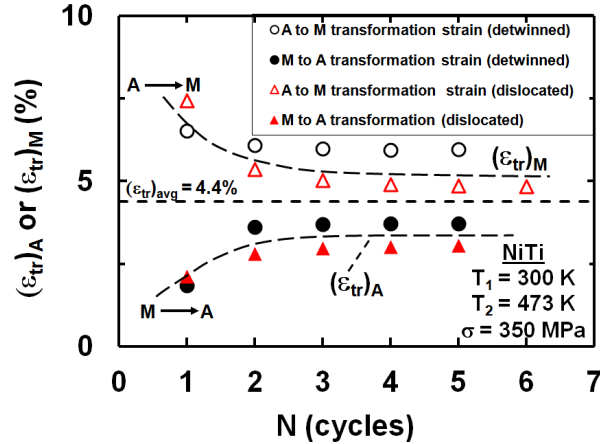 10
A to M transformation strain (detwinned)
M to A transformation strain (detwinned)
A to M transformation strain (dislocated)
M to A transformation (dislocated)
A M
(εtr)A or (εtr)M (%)
5
(εtr)avg = 4.4%
(εtr)M
(εtr)A
M A
NiTi
T1 = 300 K
T2 = 473 K
σ = 350 MPa
0
0 1 2 3 4 5 6 7
N (cycles)